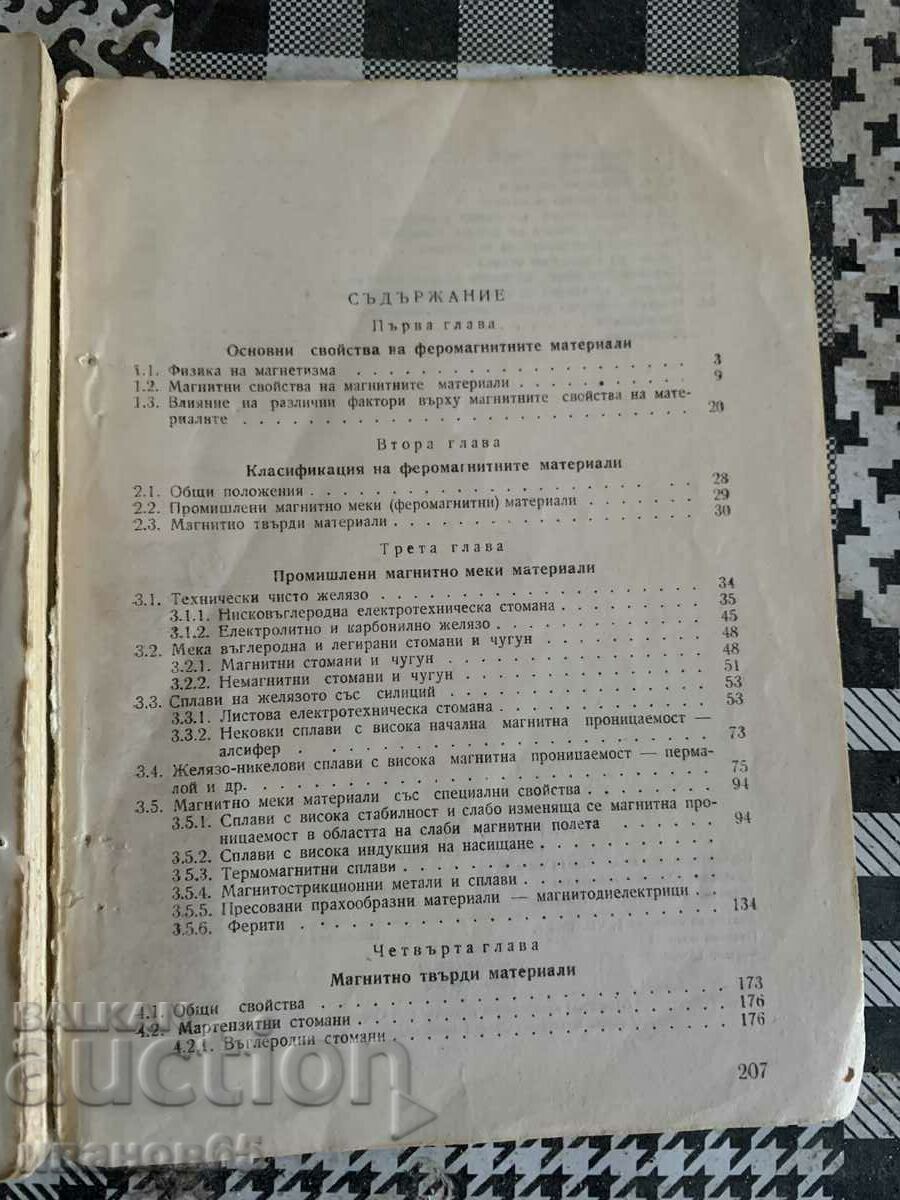 СЪДЪРЖАНИЕ
Първа глава
Основни свойства на феромагнитните материали
1.1. Физика на магнетизма . . . . . . . . . . . . . . 3
1.2. Магнитни свойства на магнитните материали . . . . . . . . 9
1.3. Влияние на различни фактори върху магнитните свойства на мате-
риалите . . . . . . . . . . . . . . . . . . 20
Втора глава
Класификация на феромагнитните материали
2.1. Общи положения . . . . . . . . . . . . . . . . 28
2.2. Промишлени магнитно меки (феромагнитни) материали . . . . . 29
2.3. Магнитно твърди материали . . . . . . . . . . . . . 30
Трета глава
Промишлени магнитно меки материали
3.1. Технически чисто желязо . . . . . . . . . . . . . . 34
3.1.1. Нисковъглеродна електротехническа стомана . . . . . . . 35
3.1.2. Електролитно и карбонилно желязо . . . . . . . . . . 45
3.2. Мека въглеродна и легирани стомани и чугун . . . . . . . . 48
3.2.1. Магнитни стомани и чугун . . . . . . . . . . . . 48
3.2.2. Немагнитни стомани и чугун . . . . . . . . . . . 51
3.3. Сплави на желязото със силиций . . . . . . . . . . . . 53
3.3.1. Листова електротехническа стомана . . . . . . . . . . 53
3.3.2. Нековки сплави с висока начална магнитна проницаемост —
алсифер . . . . . . . . . . . . . . . . . 73
3.4. Желязо-никелови сплави с висока магнитна проницаемост — перма-
лой и др. . . . . . . . . . . . . . . . . . . 75
3.5. Магнитно меки материали със специални свойства . . . . . . . 94
3.5.1. Сплави с висока стабилност и слабо изменяща се магнитна про-
ницаемост в областта на слаби магнитни полета . . . . . . 94
3.5.2. Сплави с висока индукция на насищане . . . . . . . . .
3.5.3. Термомагнитни сплави . . . . . . . . . . . . . .
3.5.4. Магнитострикционни метали и сплави . . . . . . . . .
3.5.5. Пресовани прахообразни материали — магнитодиелектрици . .
3.5.6. Ферити . . . . . . . . . . . . . . . . . . 134
Четвърта глава
Магнитно твърди материали
4.1. Общи свойства . . . . . . . . . . . . . . . . . 173
4.2. Мартензитни стомани . . . . . . . . . . . . . . . 176
4.2.1. Въглеродни стомани . . . . . . . . . . . . . . 176
207
BALKAN
auction
иванов65